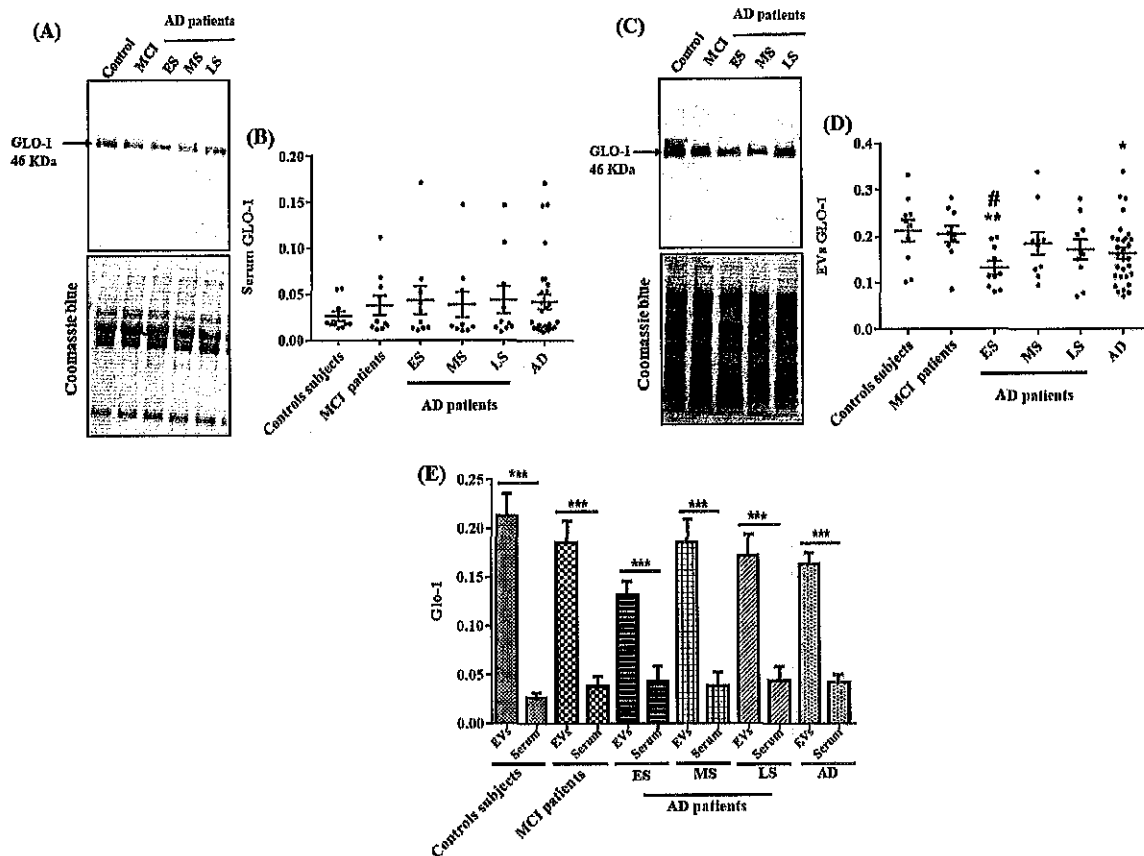 (A)
AD patients
Control
MCI
ES
MS
LS
GLO-I
46 KDa
Coomassie blue
(B)
Serum GLO-1
0.20
0.15
0.10
0.05
0.00
Controls subjects
MCI patients
ES
MS
LS
AD
AD patients
(C)
AD patients
Control
MCI
ES
MS
LS
GLO-I
46 KDa
Coomassie blue
(D)
EVs GLO-1
0.4
0.3
0.2
0.1
0.0
#
**
*
Controls subjects
MCI patients
ES
MS
LS
AD
AD patients
(E)
Glo-1
0.25
0.20
0.15
0.10
0.05
0.00
***
***
***
***
***
***
EVs
Serum
EVs
Serum
EVs
Serum
EVs
Serum
EVs
Serum
EVs
Serum
Controls subjects
MCI patients
ES
MS
LS
AD
AD patients